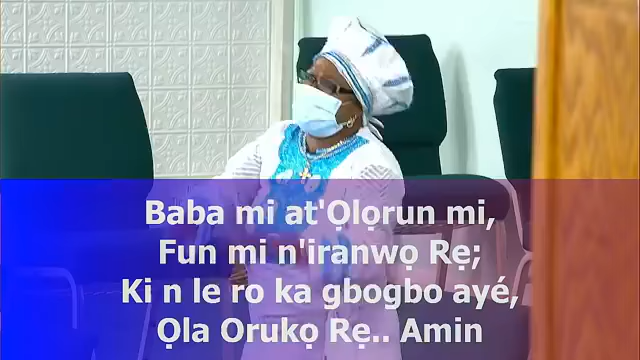 Baba mi at'Ọlọrun mi,
Fun mi n'iranwọ Rẹ;
Ki n le ro ka gbogbo ayé,
Ọla Orukọ Rẹ.. Amin